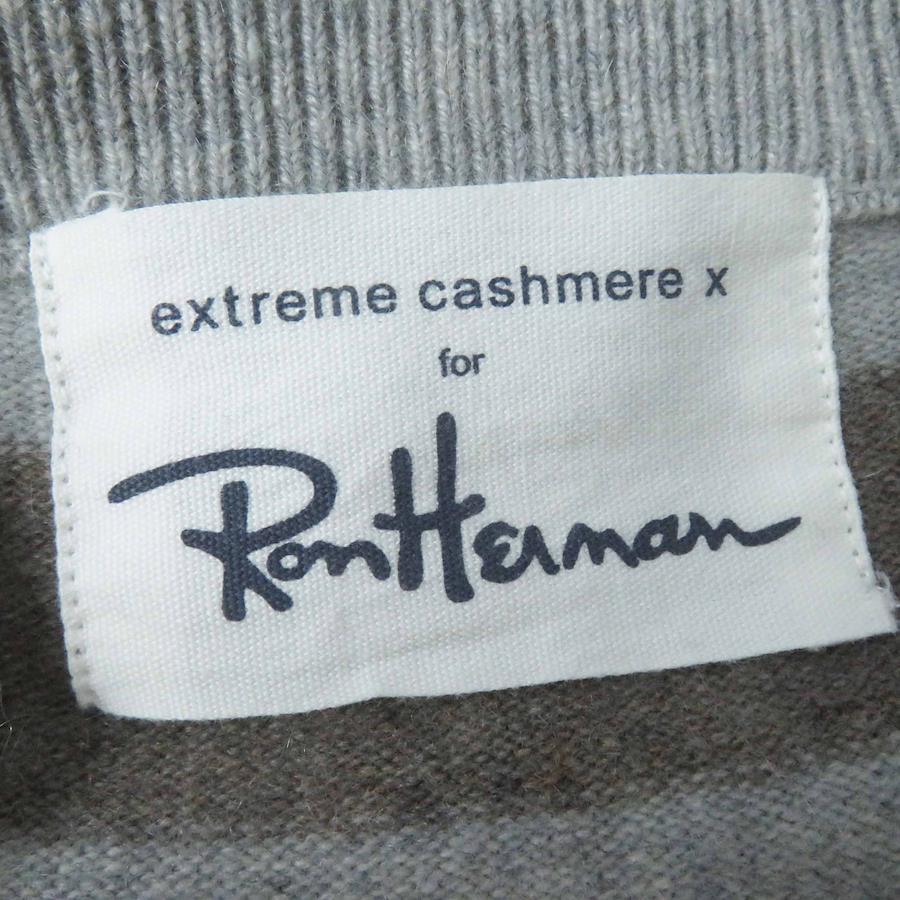 extreme cashmere x
for
Ron Herman